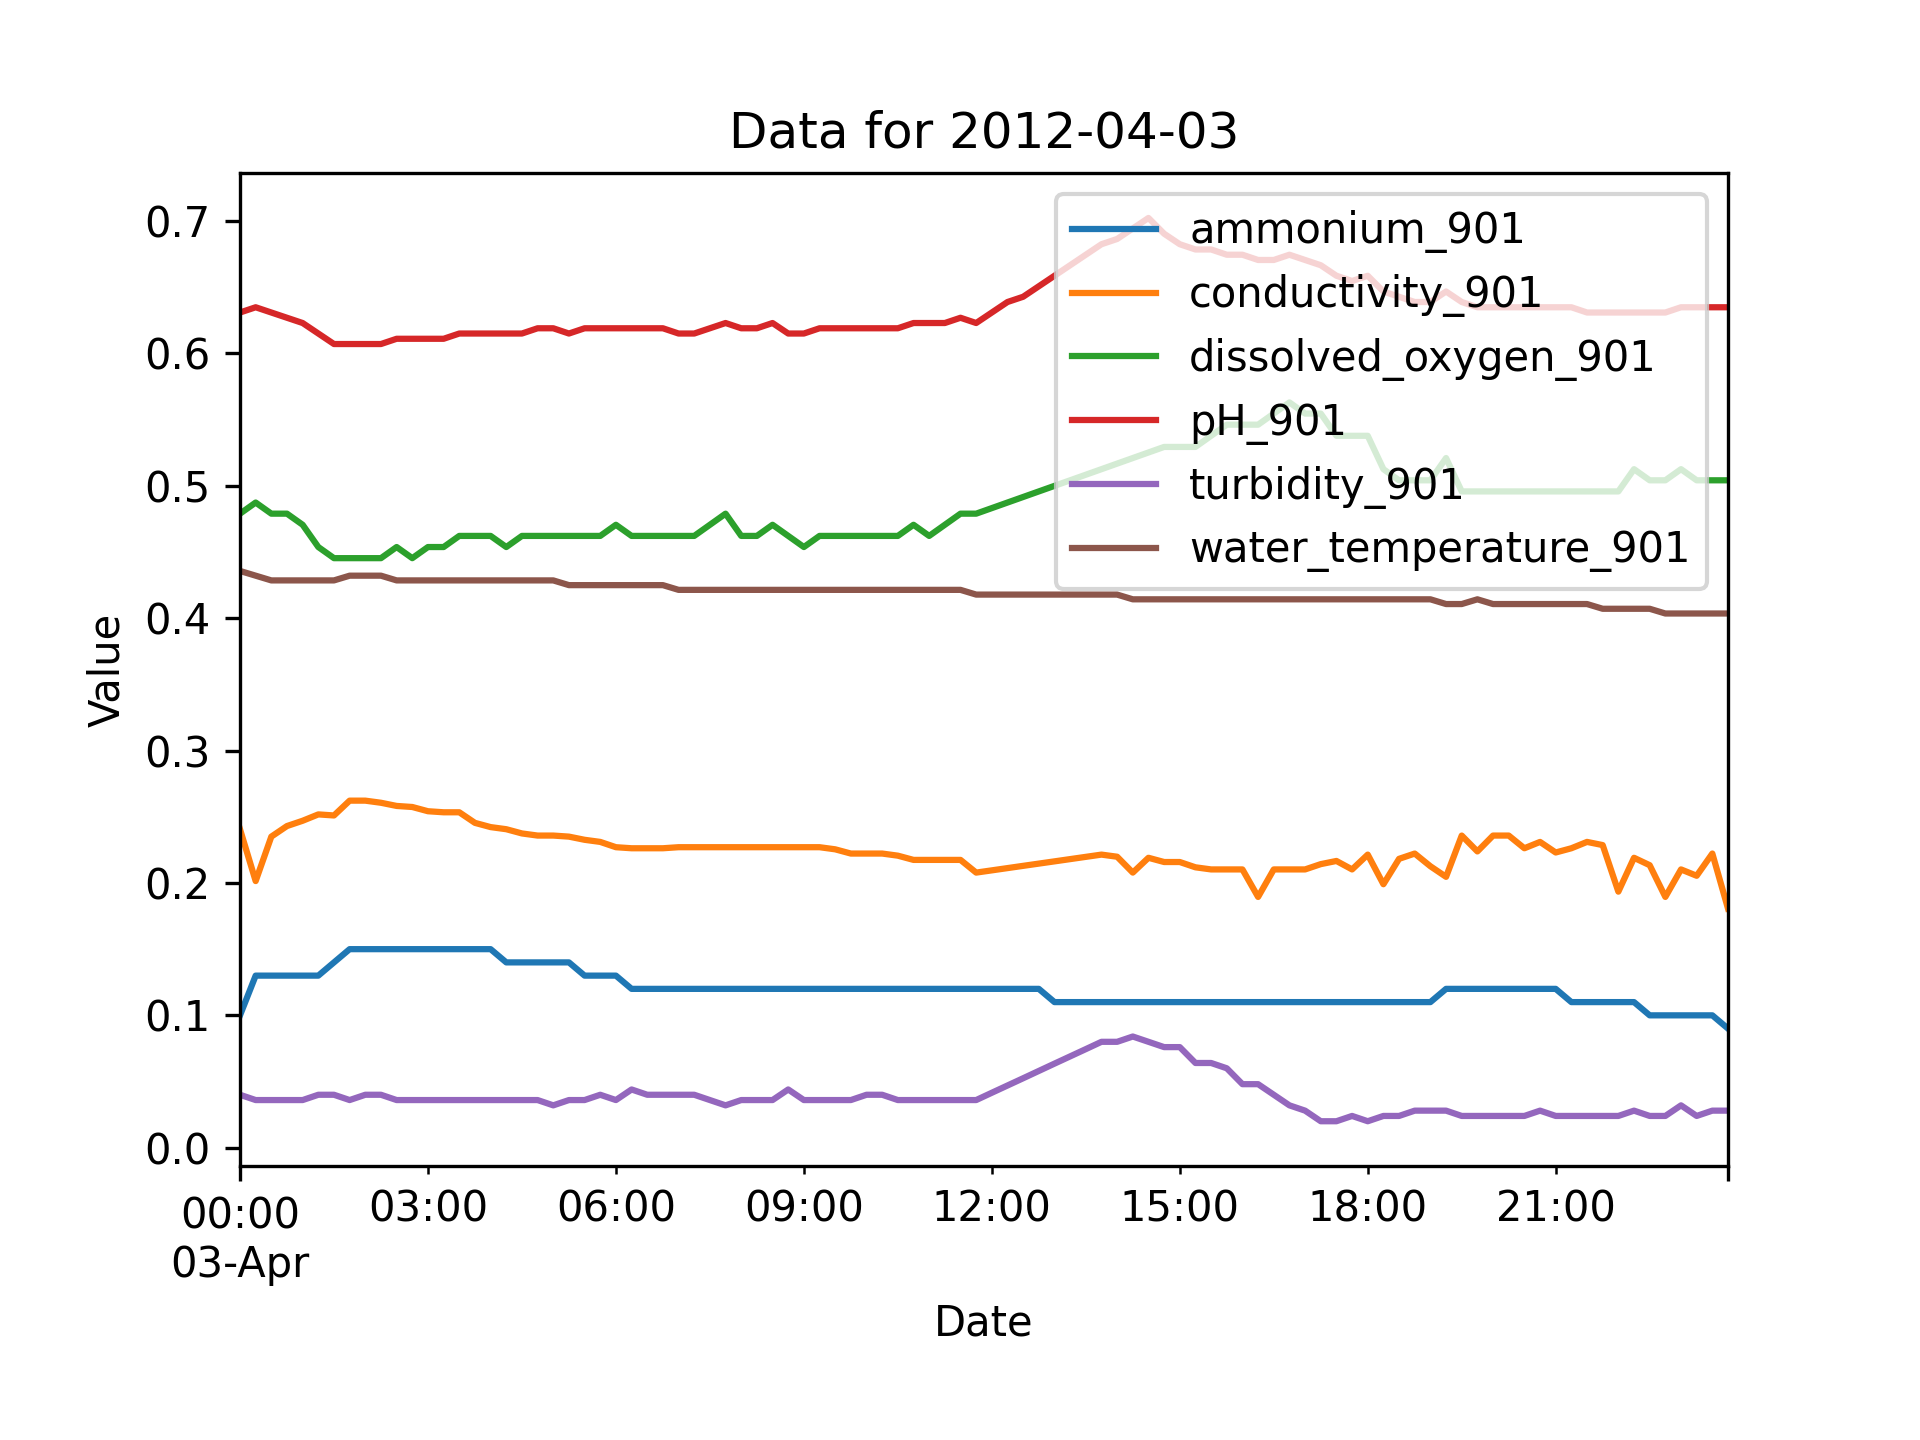 Data for 2012-04-03
0.7
0.6
0.5
0.4
0.3
0.2
0.1
0.0
Value
ammonium_901
conductivity_901
dissolved_oxygen_901
pH_901
turbidity_901
water_temperature_901
00:00 03:00 06:00 09:00 12:00 15:00 18:00 21:00
03-Apr
Date